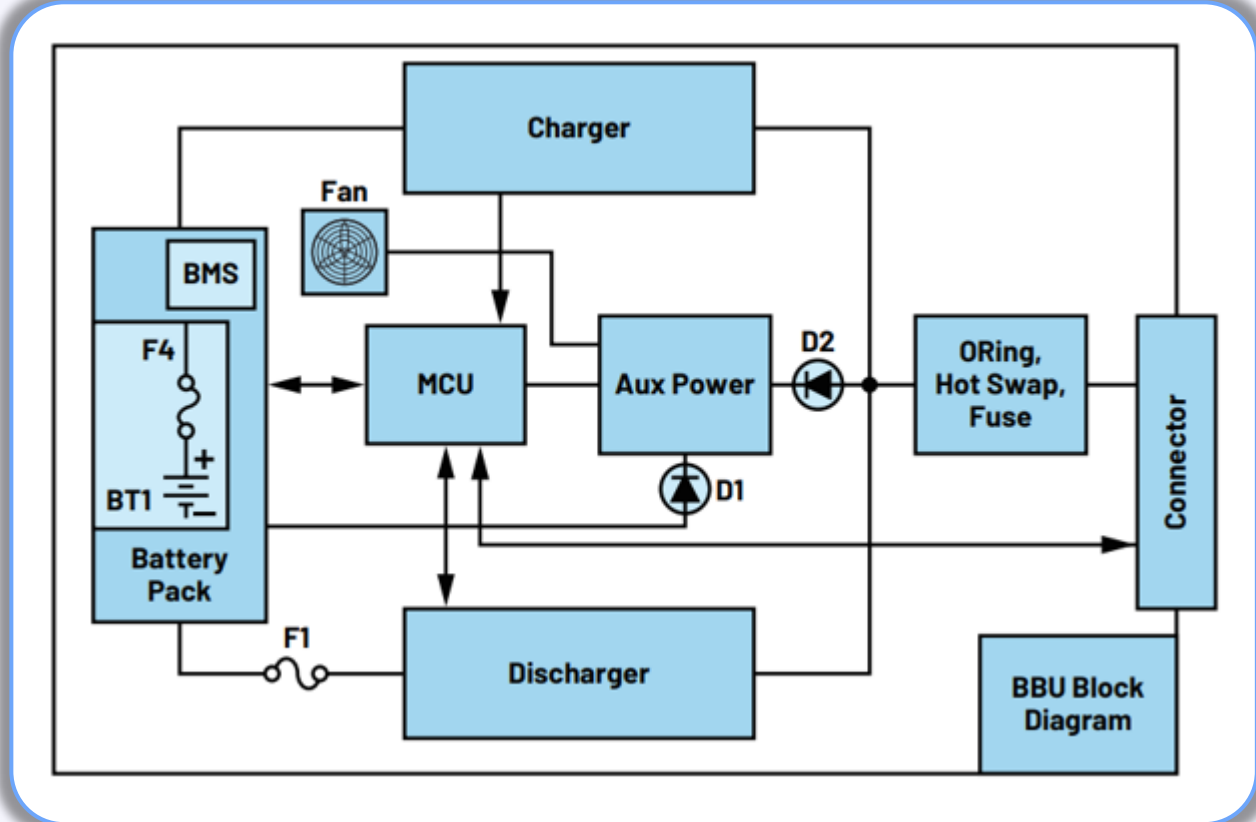 Charger
Fan
BMS
F4
MCU
Aux Power
D2
ORing,
Hot Swap,
Fuse
Connector
+
BT1
−
D1
Battery
Pack
F1
Discharger
BBU Block
Diagram